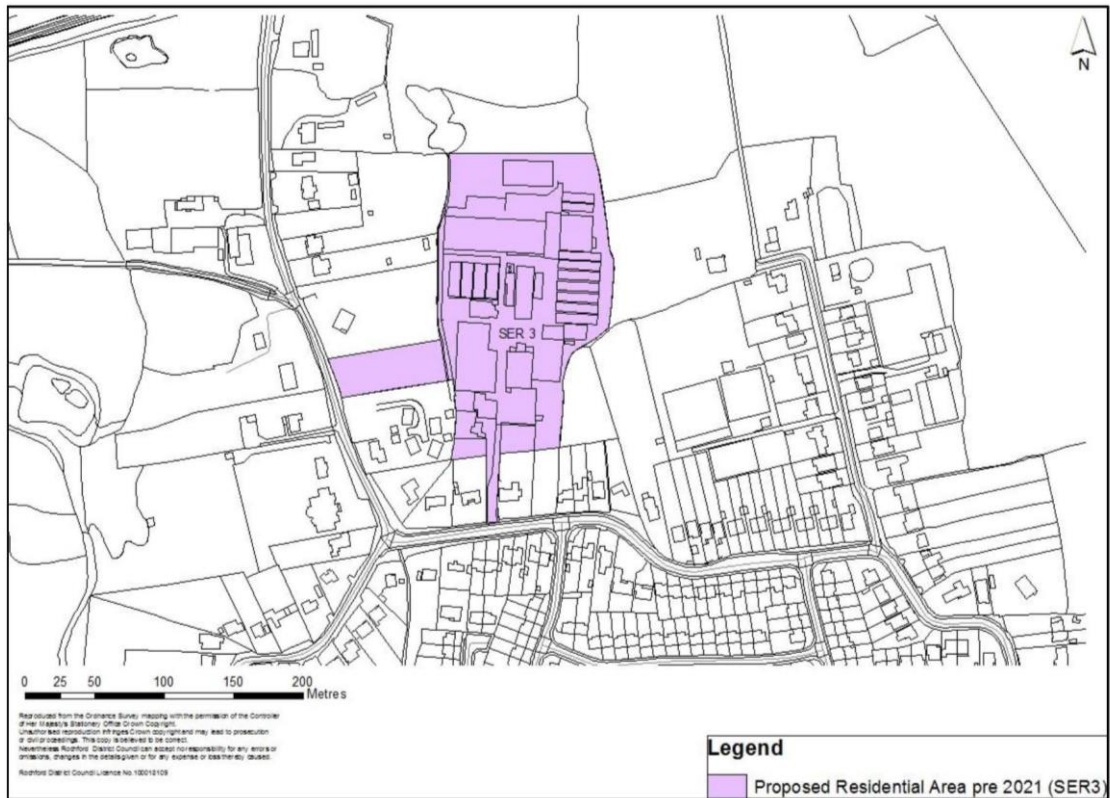 N
SER 3
0 25 50 100 150 200
Metres
Reproduced from the Ordnance Survey mapping with the permission of the Controller
of Her Majesty's Stationery Office Crown Copyright.
Unauthorised reproduction infringes Crown copyright and may lead to prosecution
or civil proceedings. This copy is believed to be correct.
Nevertheless Rochford District Council can accept no responsibility for any errors or
omissions, changes in the details given or for any expense or loss thereby caused.
Rochford District Council Licence No.100018109
Legend
Proposed Residential Area pre 2021 (SER3)